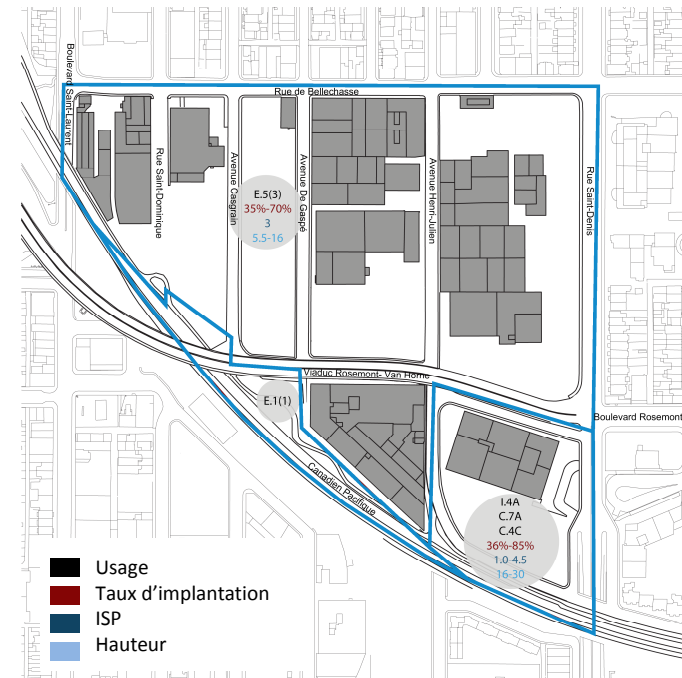 Boulevard Saint-Laurent
Rue de Bellechasse
Rue Saint-Dominique
Avenue Casgrain
Avenue De Gaspé
Avenue Henri-Julien
Rue Saint-Denis
E.5(3)
35%-70%
3
5.5-16
Viaduc Rosemont- Van Horne
E.1(1)
Boulevard Rosemont
Canadien Pacifique
I.4A
C.7A
C.4C
36%-85%
1.0-4.5
16-30
Usage
Taux d'implantation
ISP
Hauteur